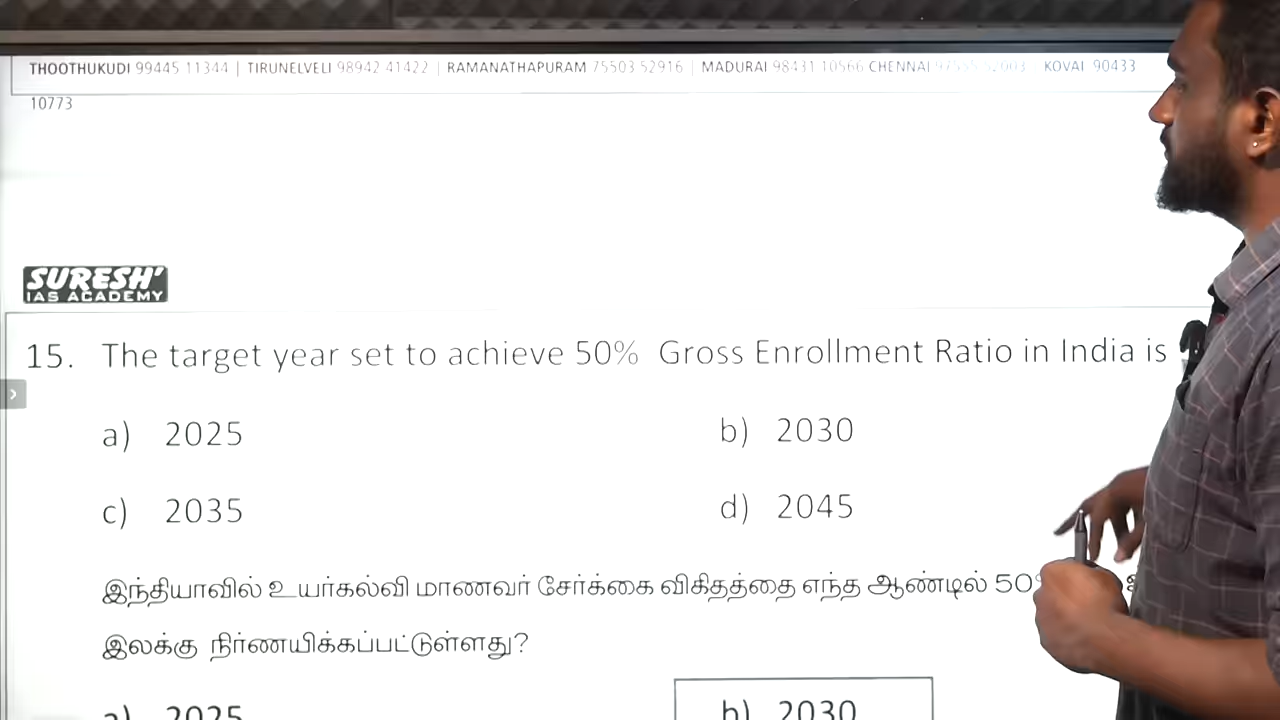 THOOTHUKUDI 99445 11344 | TIRUNELVELI 98942 41422 | RAMANATHAPURAM 75503 52916 | MADURAI 98431 10566 CHENNAI KOVAI 90433
10773
SURESH'
IAS ACADEMY
15. The target year set to achieve 50% Gross Enrollment Ratio in India is
a) 2025 b) 2030
c) 2035 d) 2045
இந்தியாவில் உயர்கல்வி மாணவர் சேர்க்கை விகிதத்தை எந்த ஆண்டில் 50%
இலக்கு நிர்ணயிக்கப்பட்டுள்ளது?
a) 2025 b) 2030